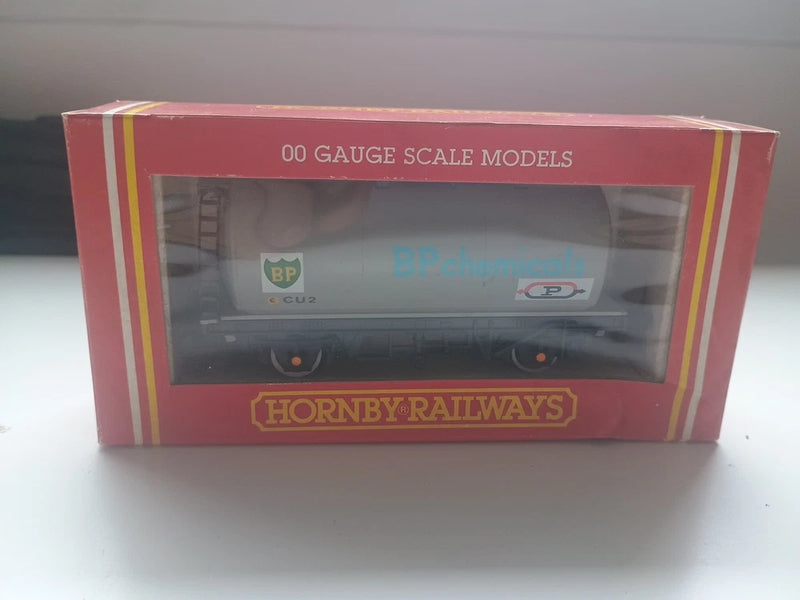 00 GAUGE SCALE MODELS
BP chemicals
BP
P
CU2
HORNBY® RAILWAYS